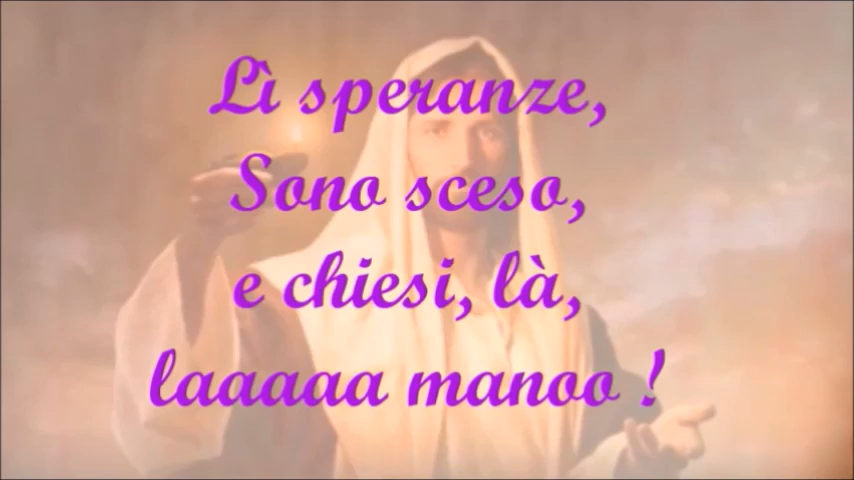 Lì speranze,
Sono sceso,
e chiesi, là,
laaaaa manoo !